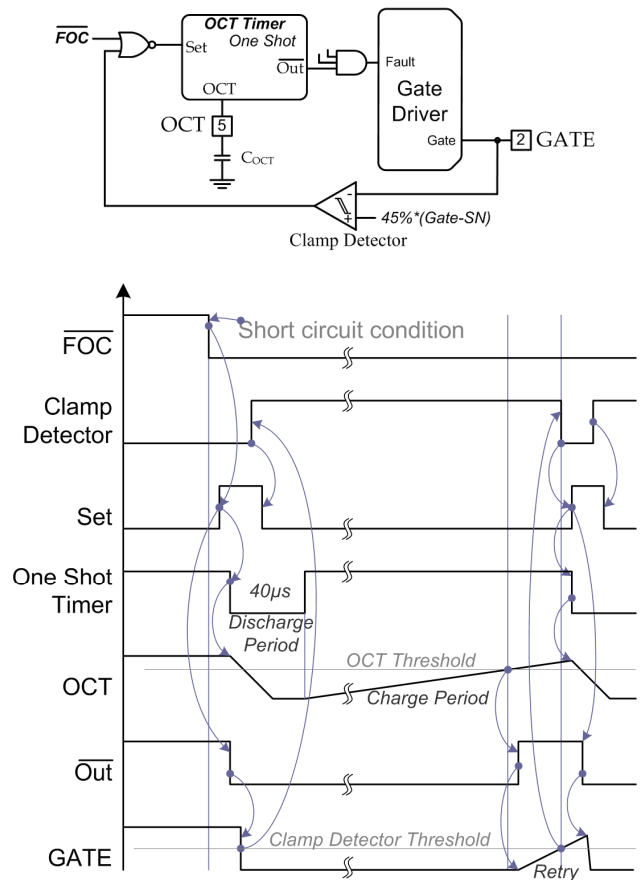 FOC
OCT Timer
One Shot
Set
Out
OCT
Fault
Gate
Driver
Gate
2 GATE
OCT 5
COCT
- 
+ 45%*(Gate-SN)
Clamp Detector
FOC
Short circuit condition
Clamp
Detector
Set
One Shot
Timer
40µs
Discharge
Period
OCT
OCT Threshold
Charge Period
Out
GATE
Clamp Detector Threshold
Retry